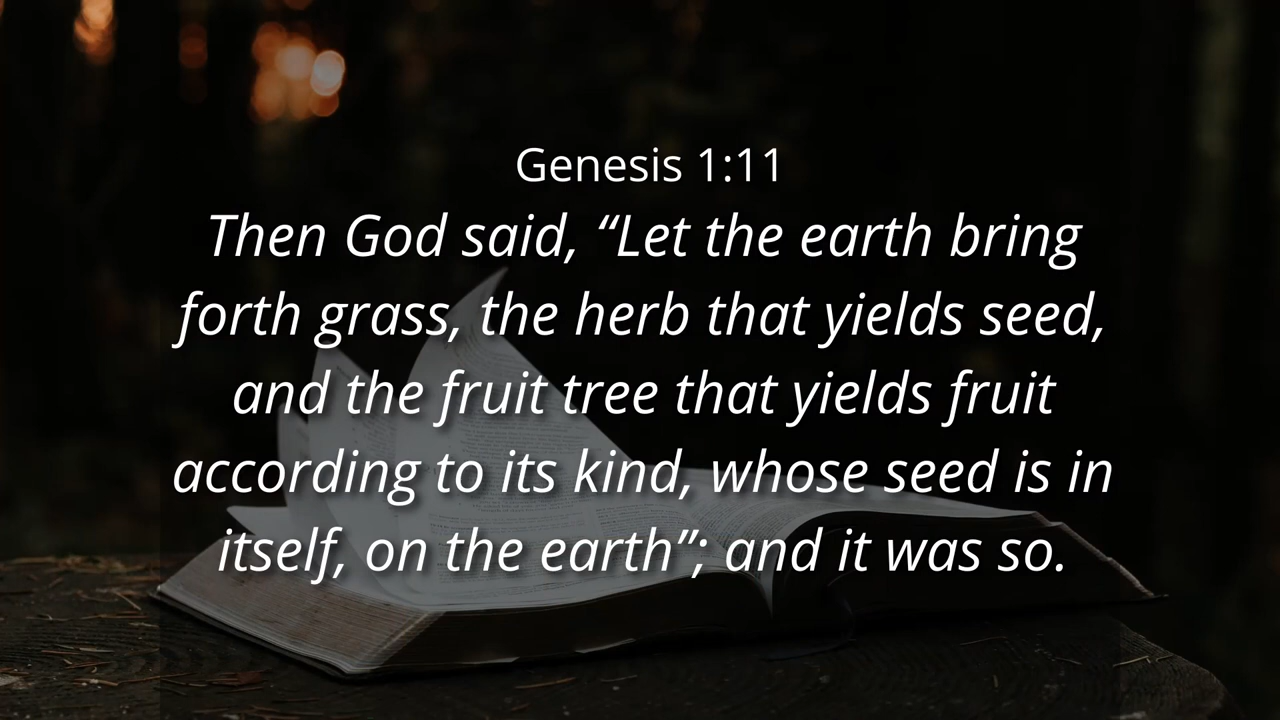 Genesis 1:11
Then God said, “Let the earth bring
forth grass, the herb that yields seed,
and the fruit tree that yields fruit
according to its kind, whose seed is in
itself, on the earth”; and it was so.